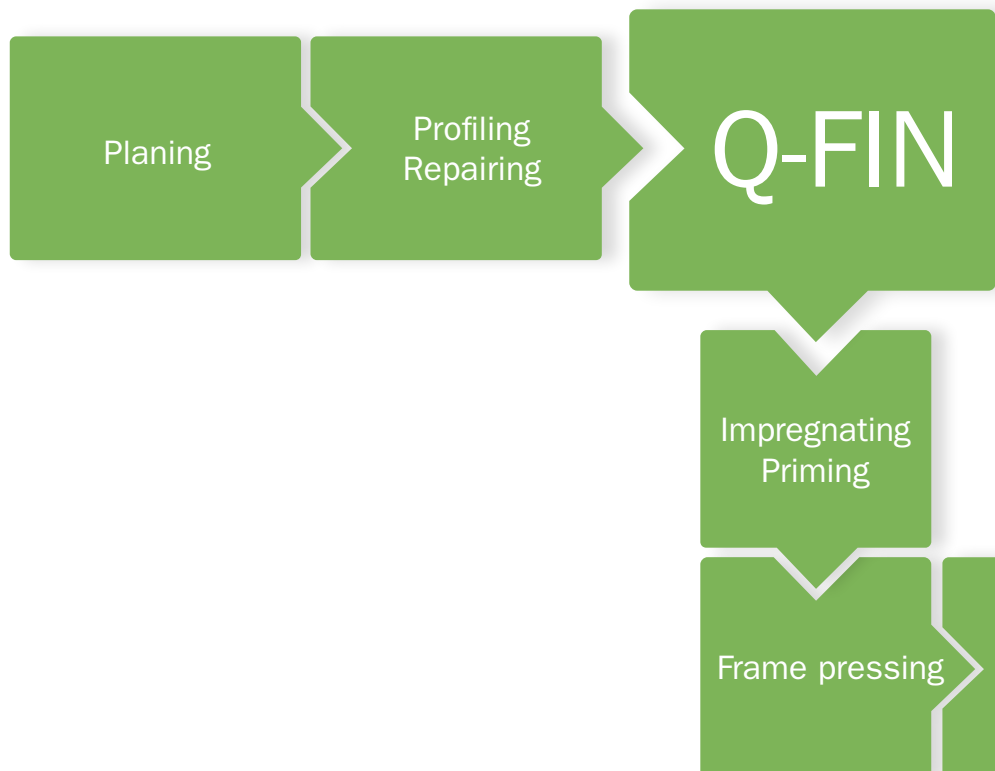 Planing
Profiling
Repairing
Q-FIN
Impregnating
Priming
Frame pressing